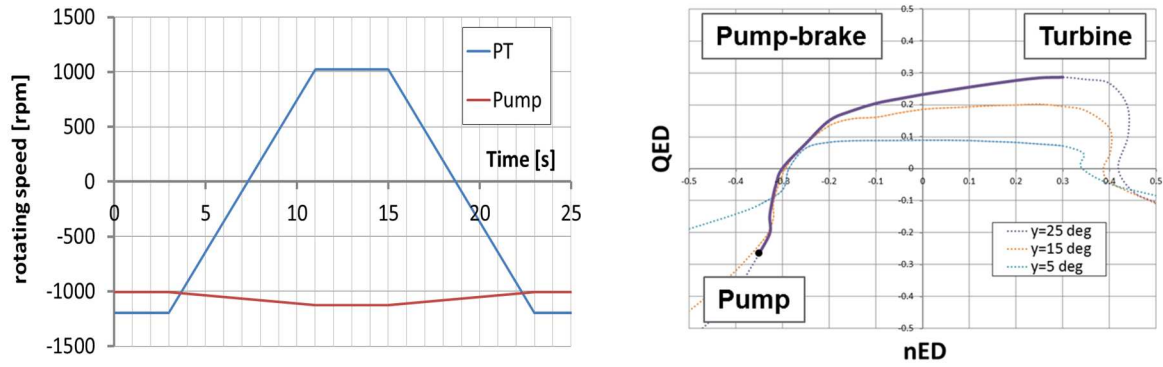 1500
1000
500
0
-500
-1000
-1500
rotating speed [rpm]
PT
Pump
Time [s]
0 5 10 15 20 25
Pump-brake
Turbine
0.5
0.4
0.3
0.2
0.1
0
-0.1
-0.2
-0.3
-0.4
-0.5
QED
-0.5 -0.4 -0.3 -0.2 -0.1 0 0.1 0.2 0.3 0.4 0.5
y=25 deg
y=15 deg
y=5 deg
Pump
nED